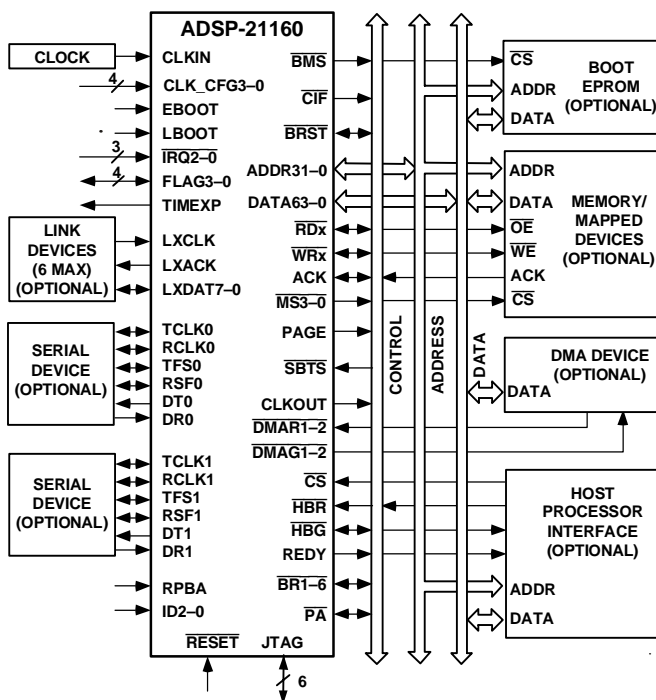 ADSP-21160
CLOCK
CLKIN
4
CLK_CFG3–0
EBOOT
LBOOT
3
IRQ2–0
4
FLAG3–0
TIMEXP
LINK
DEVICES
(6 MAX)
(OPTIONAL)
LXCLK
LXACK
LXDAT7–0
SERIAL
DEVICE
(OPTIONAL)
TCLK0
RCLK0
TFS0
RSF0
DT0
DR0
SERIAL
DEVICE
(OPTIONAL)
TCLK1
RCLK1
TFS1
RSF1
DT1
DR1
RPBA
ID2–0
RESET
JTAG
6
BMS
CIF
BRST
ADDR31–0
DATA63–0
RDx
WRx
ACK
MS3–0
PAGE
SBTS
CLKOUT
DMAR1–2
DMAG1–2
CS
HBR
HBG
REDY
BR1–6
PA
CONTROL
ADDRESS
DATA
CS
ADDR
DATA
BOOT
EPROM
(OPTIONAL)
ADDR
DATA
OE
WE
ACK
CS
MEMORY/
MAPPED
DEVICES
(OPTIONAL)
DMA DEVICE
(OPTIONAL)
DATA
HOST
PROCESSOR
INTERFACE
(OPTIONAL)
ADDR
DATA